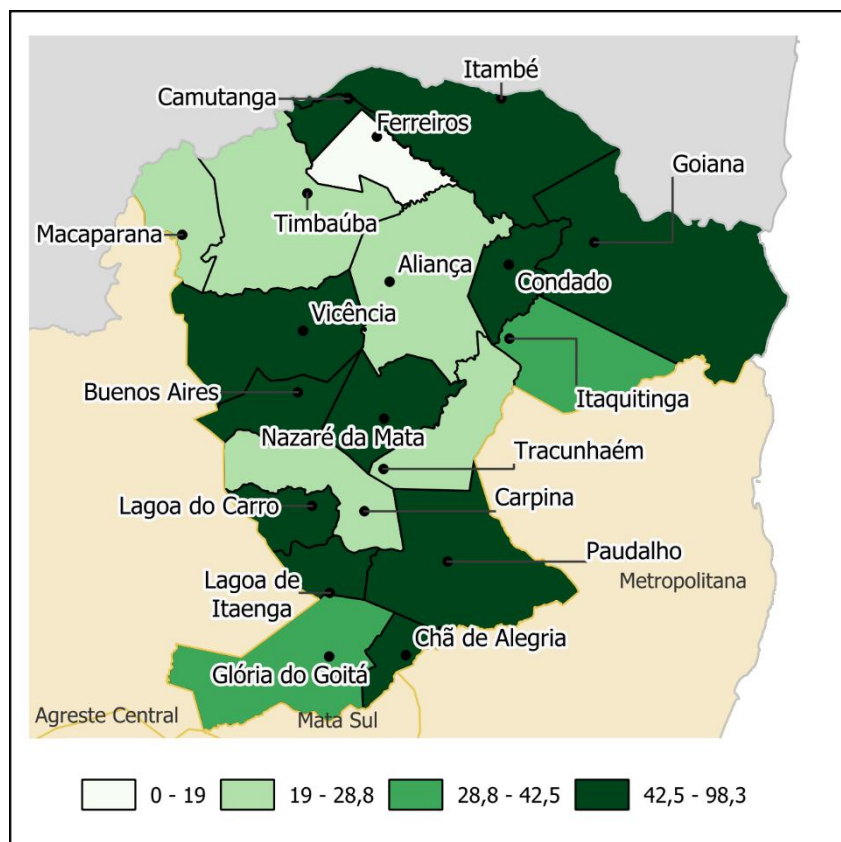 Itambé
Camutanga
Ferreiros
Goiana
Timbaúba
Macaparana
Aliança
Condado
Vicência
Buenos Aires
Itaquitinga
Nazaré da Mata
Tracunhaém
Lagoa do Carro
Carpina
Paudalho
Lagoa de
Itaenga
Metropolitana
Chã de Alegria
Glória do Goitá
Agreste Central
Mata Sul
0 - 19
19 - 28,8
28,8 - 42,5
42,5 - 98,3